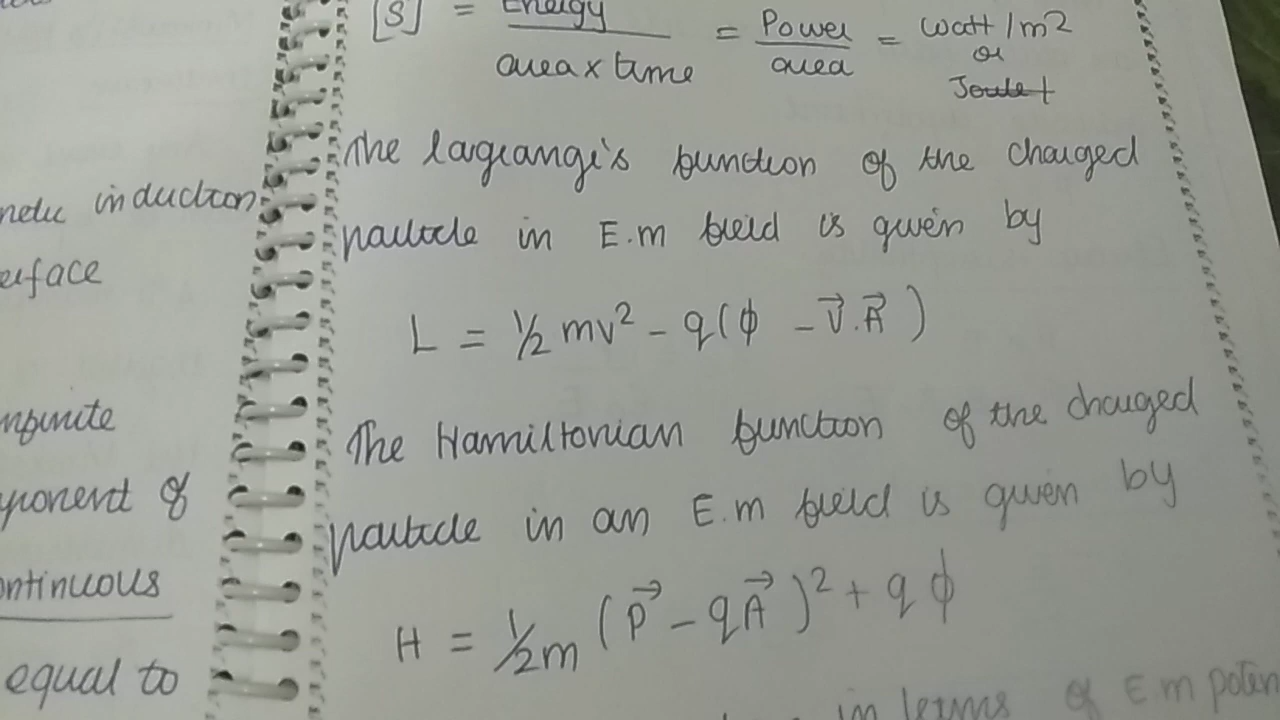 netic induction
erface
nfinite
ponent of
ontinuous
equal to
[S] = Energy / area x time = Power / area = watt/m2
or
Joule t
The lagrangi's function of the charged
particle in E.m field is given by
L = 1/2 mv² - q(ϕ - V⃗.A⃗)
The Hamiltonian function of the charged
particle in an E.m field is given by
H = 1/2m (P⃗ - qA⃗)² + qϕ
in terms of E.m poten